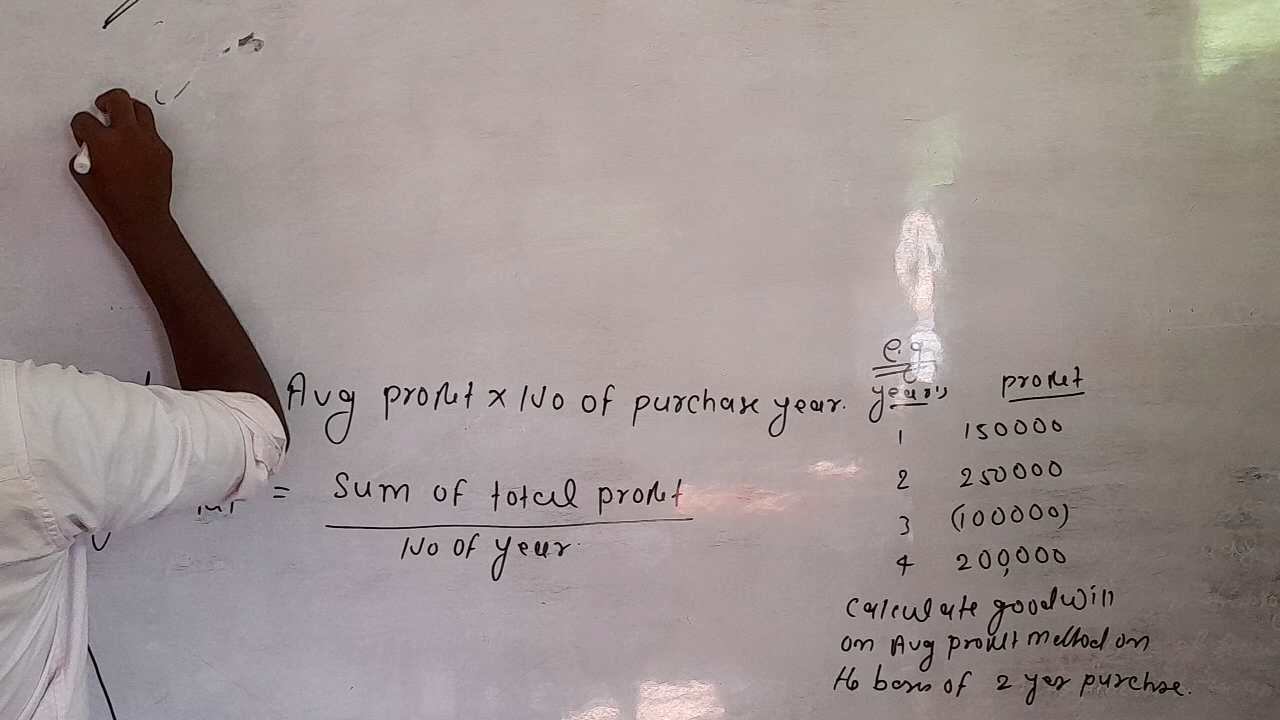 Avg profit x No of purchase year.
= Sum of total profit
No of year.
e.g
years profit
1 150000
2 250000
3 (100000)
4 200,000
Calculate goodwill
on Avg profit method on
the basis of 2 year purchase.